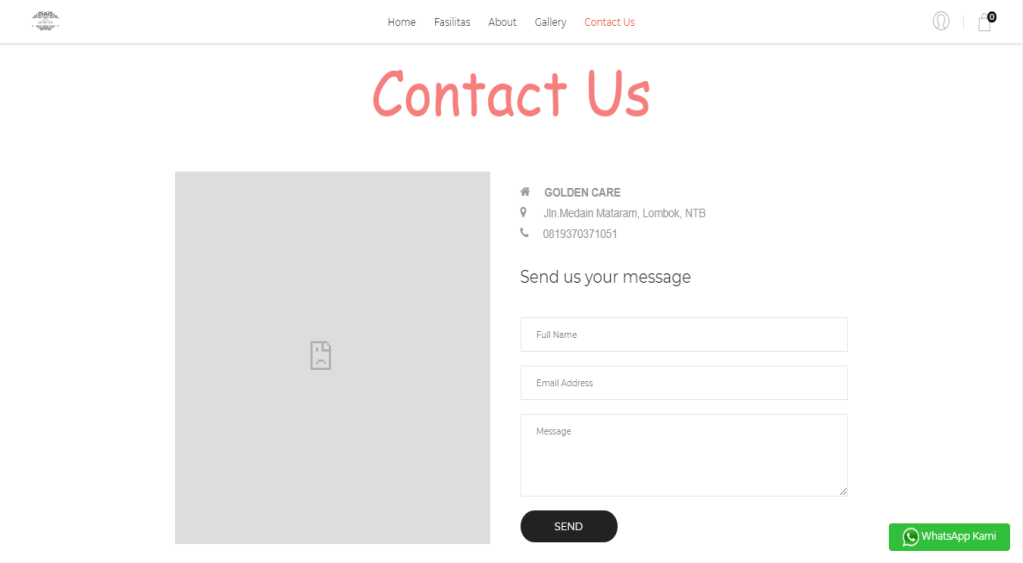 Home Fasilitas About Gallery Contact Us
0
Contact Us
GOLDEN CARE
Jln.Medain Mataram, Lombok, NTB
0819370371051
Send us your message
Full Name
Email Address
Message
SEND
WhatsApp Kami